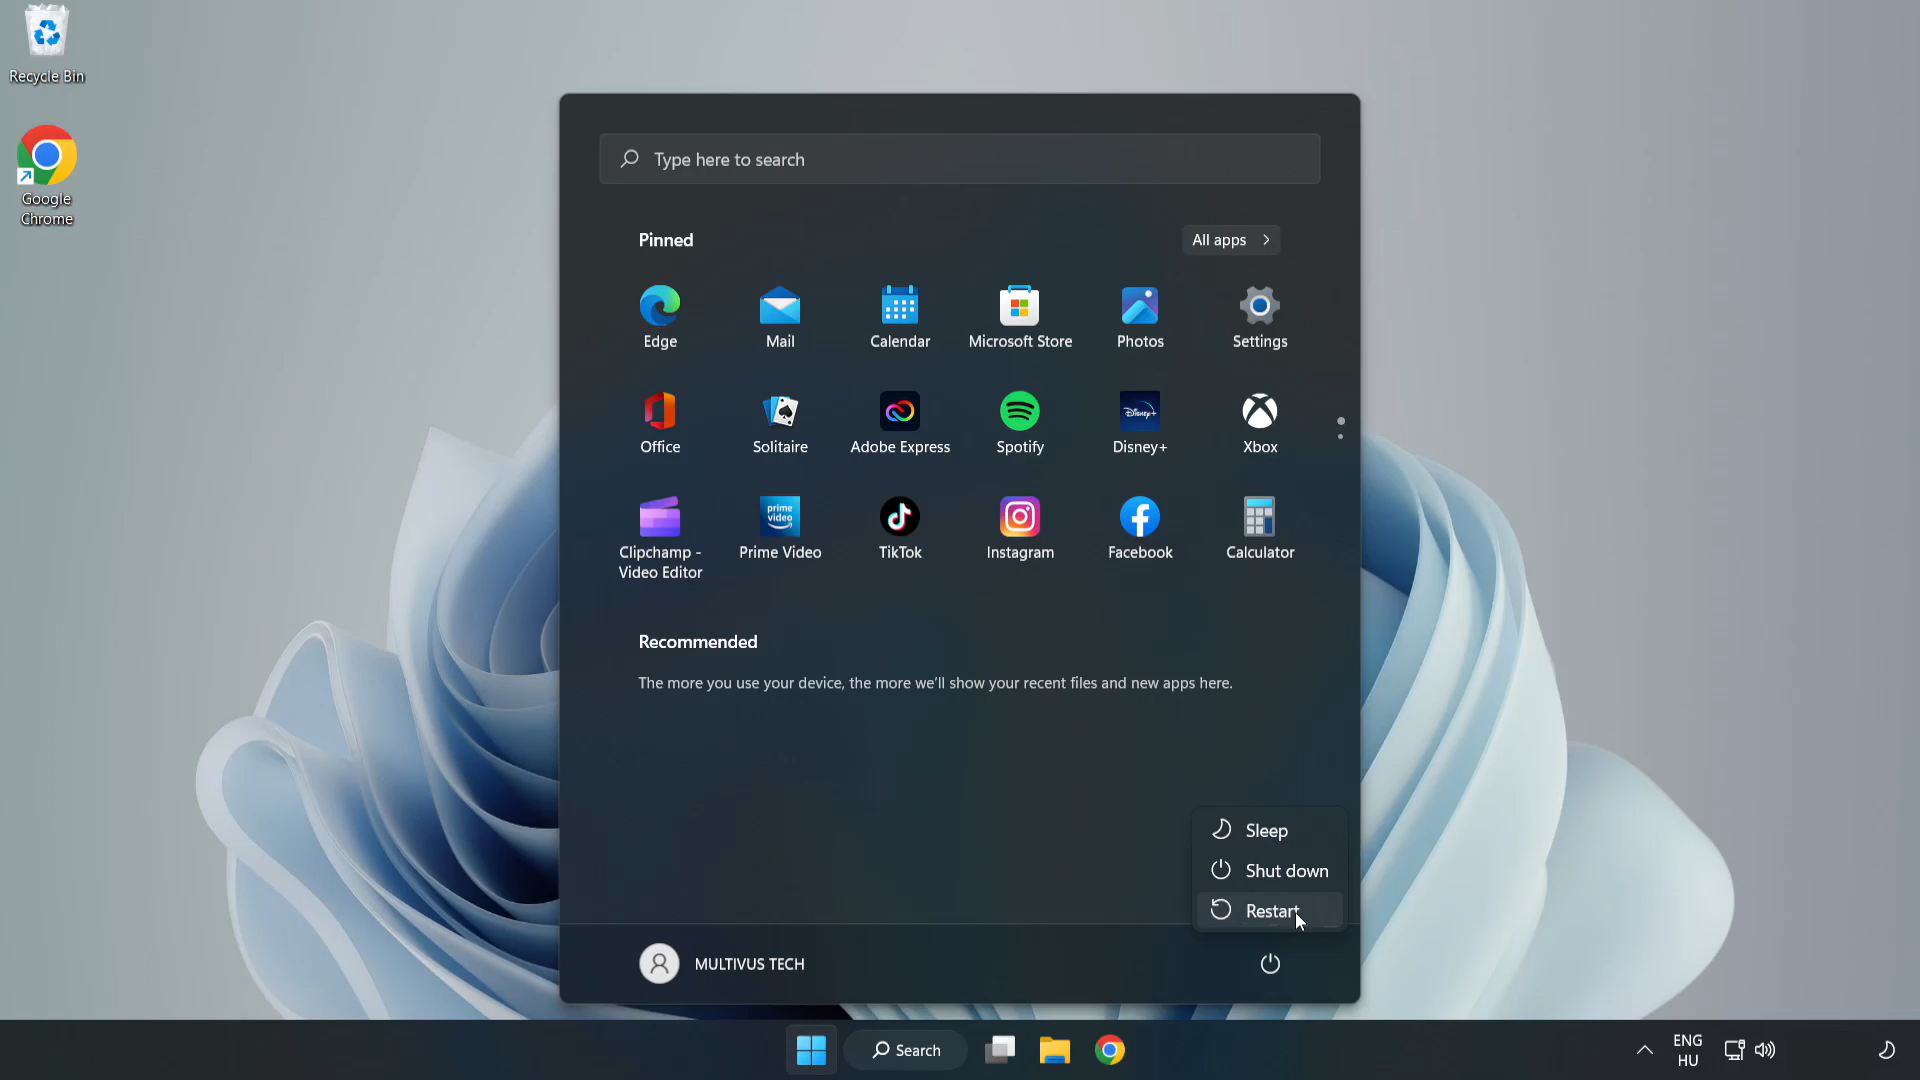 Recycle Bin
Google
Chrome
Type here to search
Pinned
All apps
Edge
Mail
Calendar
Microsoft Store
Photos
Settings
Office
Solitaire
Adobe Express
Disney+
Spotify
Disney+
Xbox
prime
video
Clipchamp -
Video Editor
Prime Video
TikTok
Instagram
Facebook
Calculator
Recommended
The more you use your device, the more we'll show your recent files and new apps here.
Sleep
Shut down
Restart
MULTIVUS TECH
Search
ENG
HU